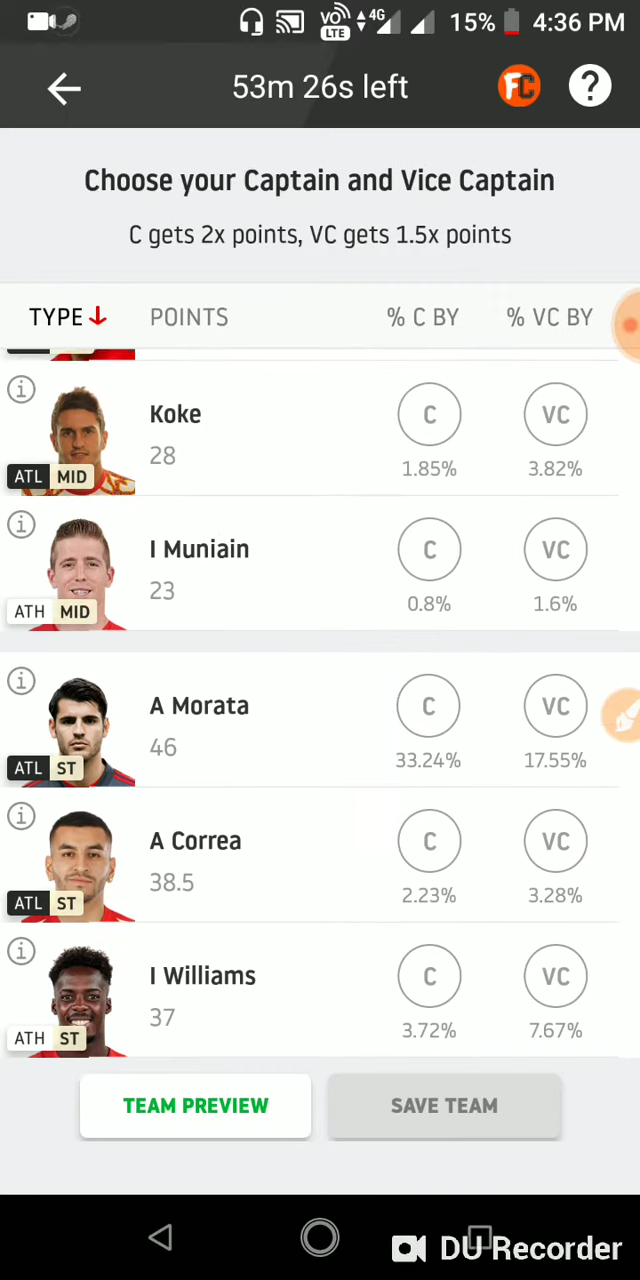 VO LTE 4G 15% 4:36 PM
53m 26s left FC ?
Choose your Captain and Vice Captain
C gets 2x points, VC gets 1.5x points
TYPE POINTS % C BY % VC BY
i Koke C VC
28 1.85% 3.82%
ATL MID
i I Muniain C VC
23 0.8% 1.6%
ATH MID
i A Morata C VC
46 33.24% 17.55%
ATL ST
i A Correa C VC
38.5 2.23% 3.28%
ATL ST
i I Williams C VC
37 3.72% 7.67%
ATH ST
TEAM PREVIEW SAVE TEAM
DU Recorder